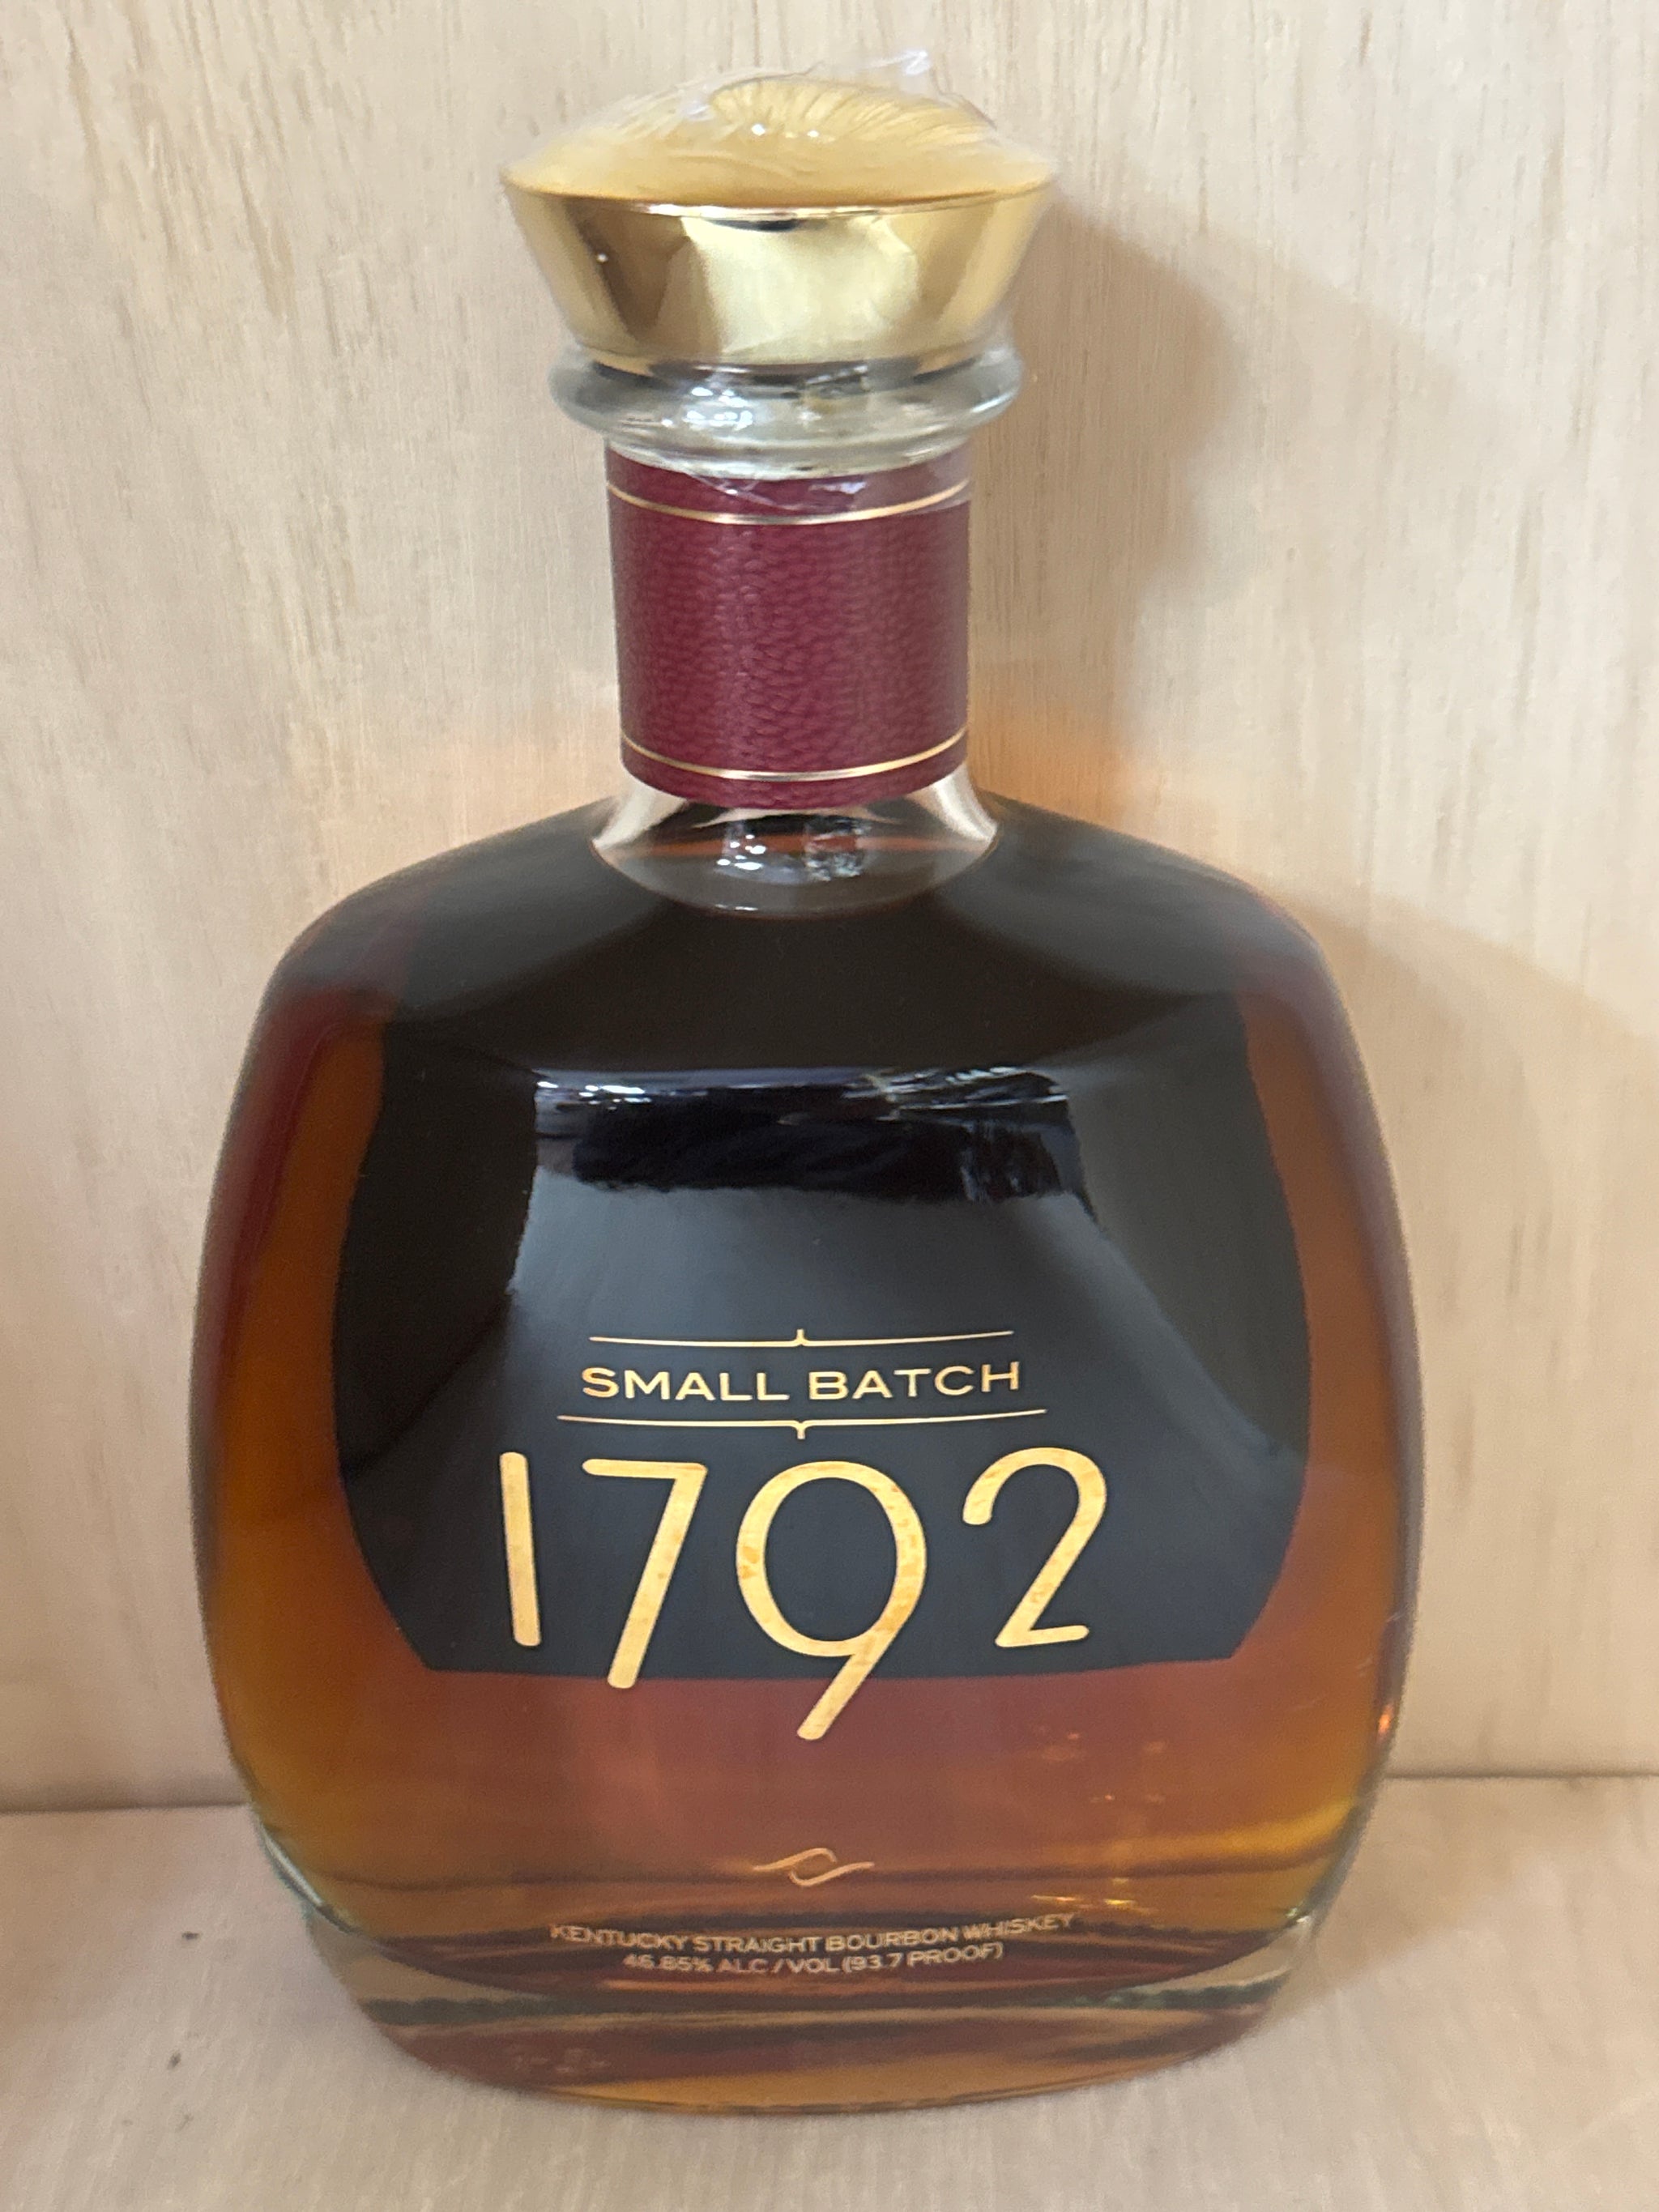 SMALL BATCH
1792
KENTUCKY STRAIGHT BOURBON WHISKEY
46.85% ALC / VOL (93.7 PROOF)